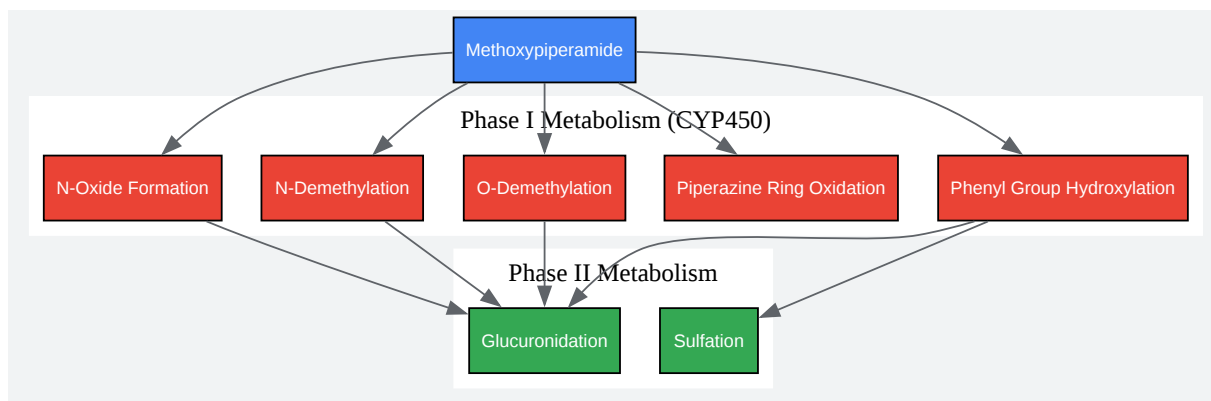 Methoxypiperamide
Phase I Metabolism (CYP450)
N-Oxide Formation
N-Demethylation
O-Demethylation
Piperazine Ring Oxidation
Phenyl Group Hydroxylation
Phase II Metabolism
Glucuronidation
Sulfation